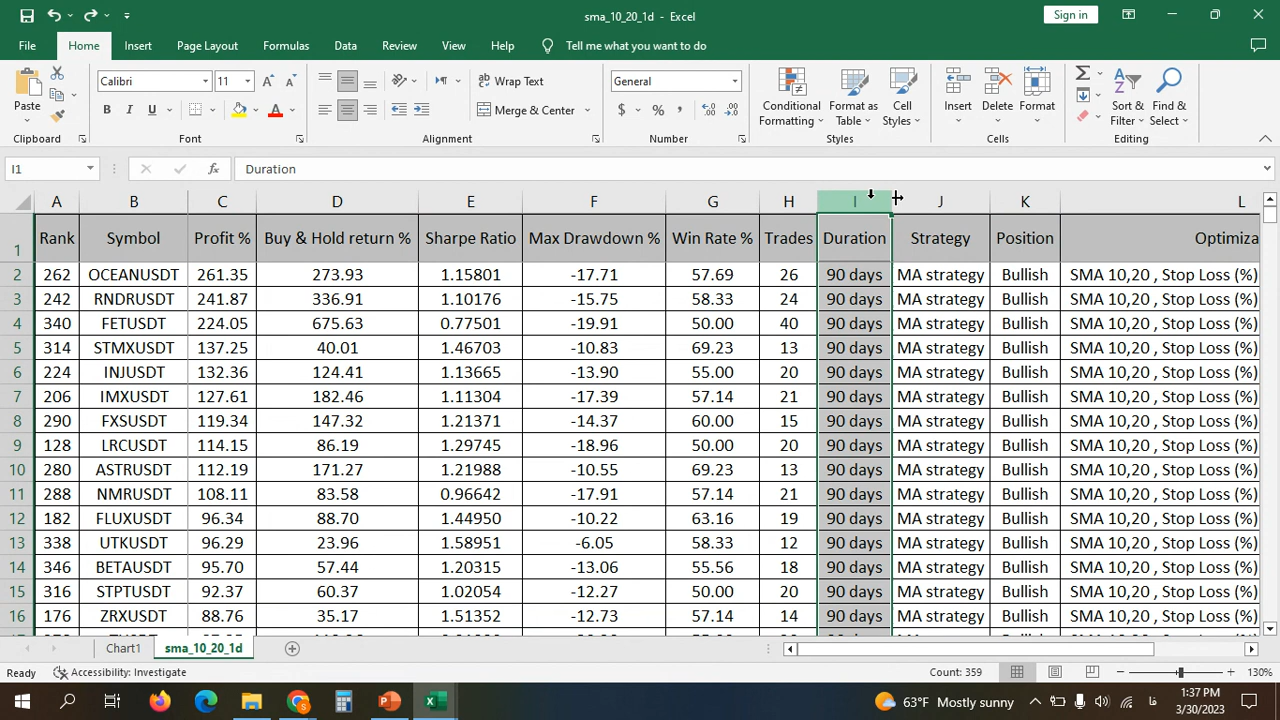 sma_10_20_1d - Excel
Sign in
File Home Insert Page Layout Formulas Data Review View Help Tell me what you want to do
Paste
Calibri 11
Wrap Text
General
Merge & Center
Conditional Formatting
Format as Table
Cell Styles
Insert
Delete
Format
Sort & Filter
Find & Select
Clipboard Font Alignment Number Styles Cells Editing
I1 fx Duration
A B C D E F G H I J K L
1 Rank Symbol Profit % Buy & Hold return % Sharpe Ratio Max Drawdown % Win Rate % Trades Duration Strategy Position Optimiza
2 262 OCEANUSDT 261.35 273.93 1.15801 -17.71 57.69 26 90 days MA strategy Bullish SMA 10,20 , Stop Loss (%)
3 242 RNDRUSDT 241.87 336.91 1.10176 -15.75 58.33 24 90 days MA strategy Bullish SMA 10,20 , Stop Loss (%)
4 340 FETUSDT 224.05 675.63 0.77501 -19.91 50.00 40 90 days MA strategy Bullish SMA 10,20 , Stop Loss (%)
5 314 STMXUSDT 137.25 40.01 1.46703 -10.83 69.23 13 90 days MA strategy Bullish SMA 10,20 , Stop Loss (%)
6 224 INJUSDT 132.36 124.41 1.13665 -13.90 55.00 20 90 days MA strategy Bullish SMA 10,20 , Stop Loss (%)
7 206 IMXUSDT 127.61 182.46 1.11304 -17.39 57.14 21 90 days MA strategy Bullish SMA 10,20 , Stop Loss (%)
8 290 FXSUSDT 119.34 147.32 1.21371 -14.37 60.00 15 90 days MA strategy Bullish SMA 10,20 , Stop Loss (%)
9 128 LRCUSDT 114.15 86.19 1.29745 -18.96 50.00 20 90 days MA strategy Bullish SMA 10,20 , Stop Loss (%)
10 280 ASTRUSDT 112.19 171.27 1.21988 -10.55 69.23 13 90 days MA strategy Bullish SMA 10,20 , Stop Loss (%)
11 288 NMRUSDT 108.11 83.58 0.96642 -17.91 57.14 21 90 days MA strategy Bullish SMA 10,20 , Stop Loss (%)
12 182 FLUXUSDT 96.34 88.70 1.44950 -10.22 63.16 19 90 days MA strategy Bullish SMA 10,20 , Stop Loss (%)
13 338 UTKUSDT 96.29 23.96 1.58951 -6.05 58.33 12 90 days MA strategy Bullish SMA 10,20 , Stop Loss (%)
14 346 BETAUSDT 95.70 57.44 1.20315 -13.06 55.56 18 90 days MA strategy Bullish SMA 10,20 , Stop Loss (%)
15 316 STPTUSDT 92.37 60.37 1.02054 -12.27 50.00 20 90 days MA strategy Bullish SMA 10,20 , Stop Loss (%)
16 176 ZRXUSDT 88.76 35.17 1.51352 -12.73 57.14 14 90 days MA strategy Bullish SMA 10,20 , Stop Loss (%)
Chart1 sma_10_20_1d
Ready Accessibility: Investigate Count: 359 130%
63°F Mostly sunny فا 1:37 PM
3/30/2023